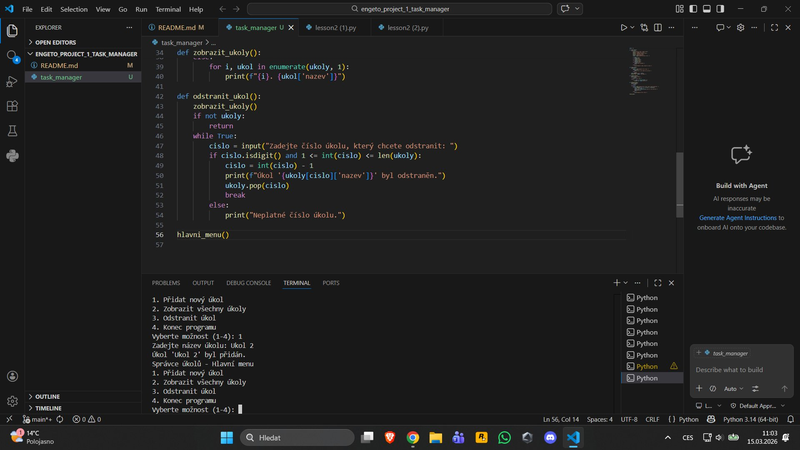 File Edit Selection View Go Run Terminal Help
engeto_project_1_task_manager
EXPLORER
OPEN EDITORS
ENGETO_PROJECT_1_TASK_MANAGER
README.md M
task_manager U
OUTLINE
TIMELINE
README.md M
task_manager U
lesson2 (1).py
lesson2 (2).py
task_manager > ...
34 def zobrazit_ukoly():
39 for i, ukol in enumerate(ukoly, 1):
40 print(f"{i}. {ukol['nazev']}")
41
42 def odstranit_ukol():
43 zobrazit_ukoly()
44 if not ukoly:
45 return
46 while True:
47 cislo = input("Zadejte číslo úkolu, který chcete odstranit: ")
48 if cislo.isdigit() and 1 <= int(cislo) <= len(ukoly):
49 cislo = int(cislo) - 1
50 print(f"Úkol '{ukoly[cislo]['nazev']}' byl odstraněn.")
51 ukoly.pop(cislo)
52 break
53 else:
54 print("Neplatné číslo úkolu.")
55
56 hlavni_menu()
57
PROBLEMS OUTPUT DEBUG CONSOLE TERMINAL PORTS
1. Přidat nový úkol
2. Zobrazit všechny úkoly
3. Odstranit úkol
4. Konec programu
Vyberte možnost (1-4): 1
Zadejte název úkolu: Ukol 2
Úkol 'Ukol 2' byl přidán.
Správce úkolů - Hlavní menu
1. Přidat nový úkol
2. Zobrazit všechny úkoly
3. Odstranit úkol
4. Konec programu
Vyberte možnost (1-4):
Python
Python
Python
Python
Python
Python
Python
Python
Build with Agent
AI responses may be
inaccurate
Generate Agent Instructions to
onboard AI onto your codebase.
task_manager
Describe what to build
Auto
Default Appr...
main*+
0 0
Ln 56, Col 14 Spaces: 4 UTF-8 CRLF {} Python Python 3.14 (64-bit)
14°C
Polojasno
Hledat
CES
11:03
15.03.2026